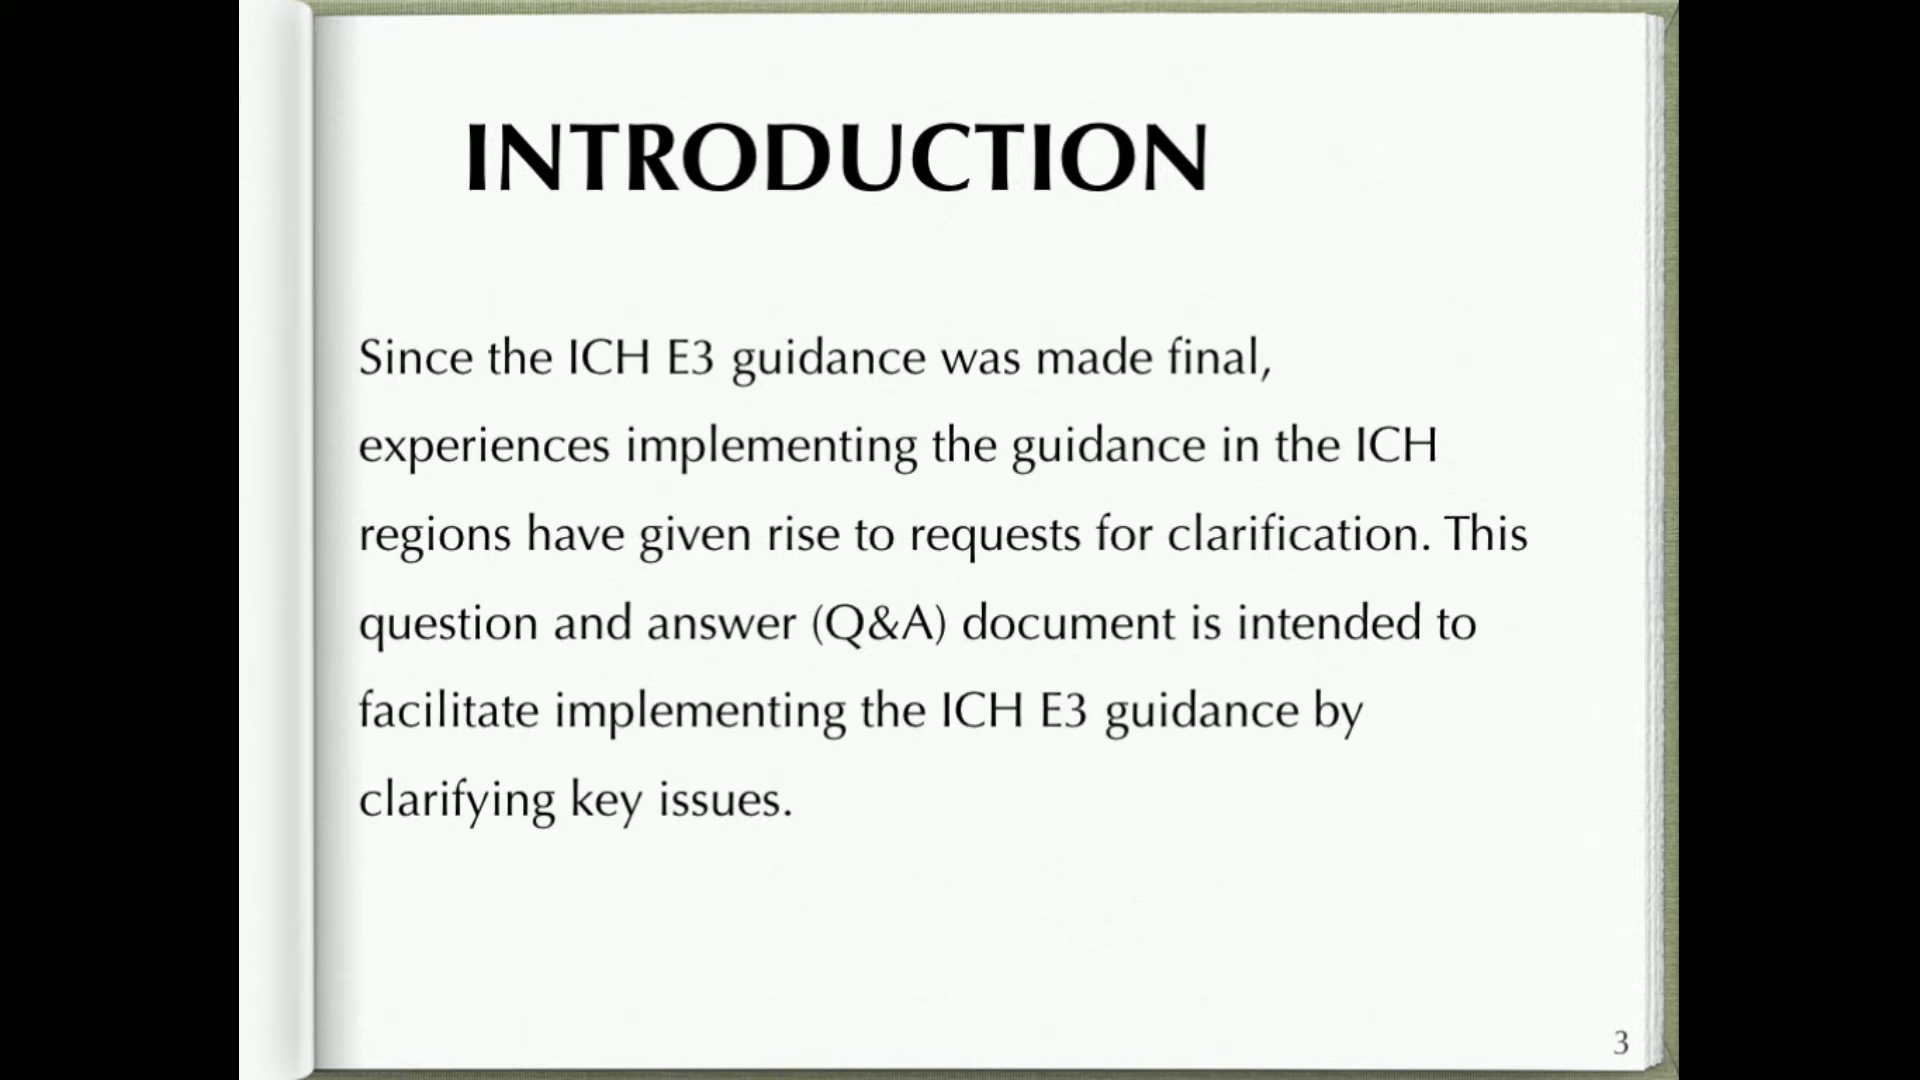 INTRODUCTION
Since the ICH E3 guidance was made final,
experiences implementing the guidance in the ICH
regions have given rise to requests for clarification. This
question and answer (Q&A) document is intended to
facilitate implementing the ICH E3 guidance by
clarifying key issues.
3